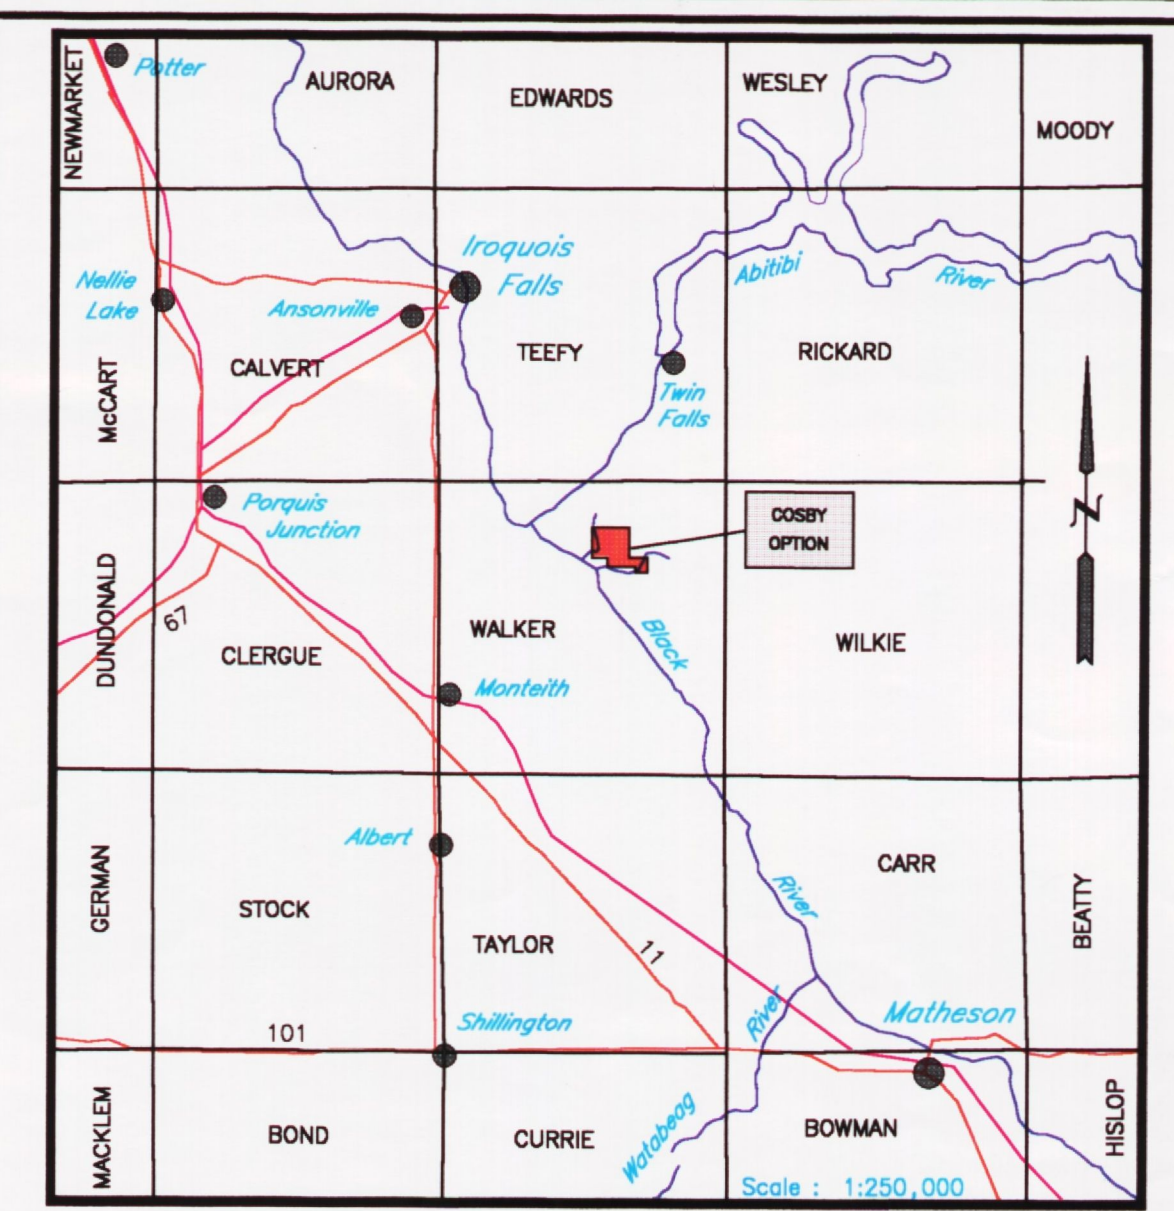 NEWMARKET
Potter
AURORA
EDWARDS
WESLEY
MOODY
Iroquois
Falls
Nellie
Lake
Ansonville
Abitibi
River
McCART
CALVERT
TEEFY
RICKARD
Twin
Falls
Porquis
Junction
COSBY
OPTION
N
DUNDONALD
67
CLERGUE
WALKER
Black
WILKIE
Monteith
Albert
GERMAN
STOCK
TAYLOR
11
River
CARR
BEATTY
101
Shillington
River
Matheson
MACKLEM
BOND
CURRIE
Watabeag
BOWMAN
HISLOP
Scale : 1:250,000